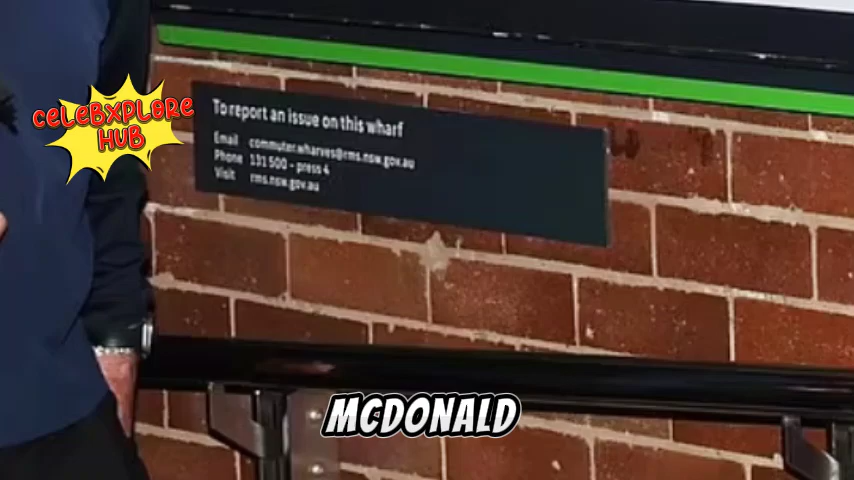 CELEBXPLORE
HUB
To report an issue on this wharf
Email commuter.wharves@rms.nsw.gov.au
Phone 131 500 - press 4
Visit rms.nsw.gov.au
MCDONALD